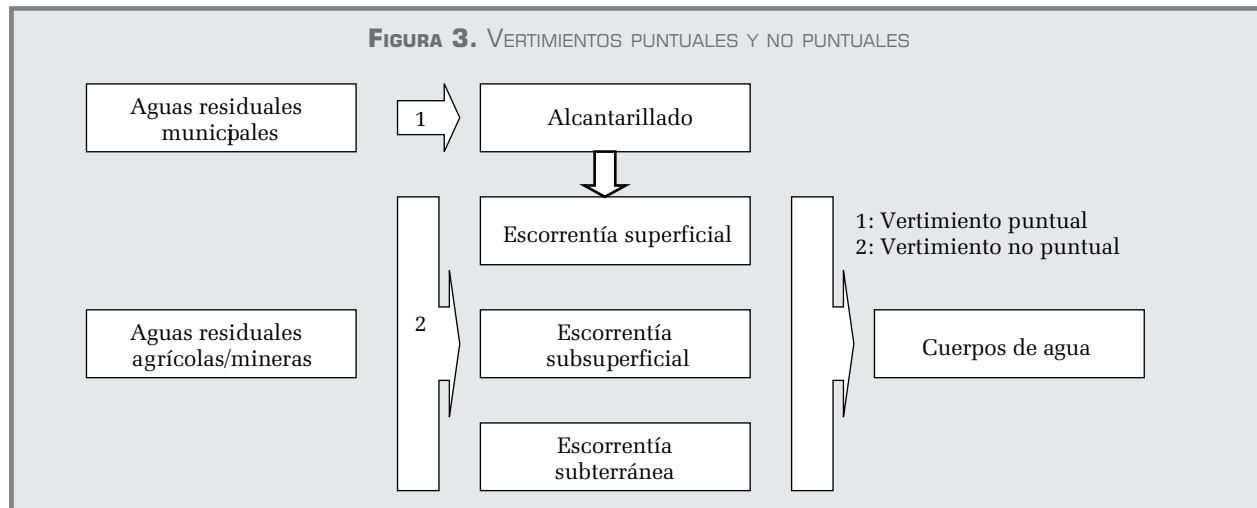 FIGURA 3. VERTIMIENTOS PUNTUALES Y NO PUNTUALES
Aguas residuales
municipales
1
Alcantarillado
Escorrentía superficial
1: Vertimiento puntual
2: Vertimiento no puntual
Aguas residuales
agrícolas/mineras
2
Escorrentía
subsuperficial
Cuerpos de agua
Escorrentía
subterránea